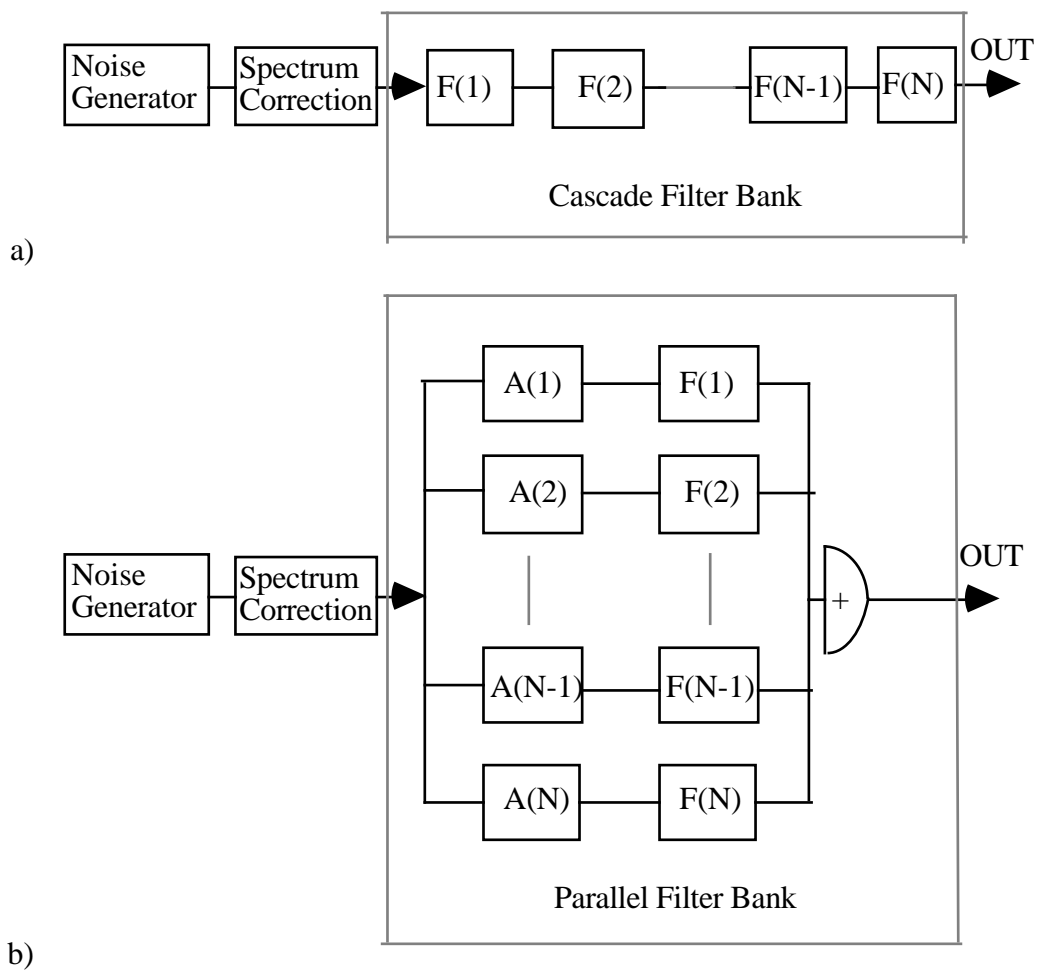 OUT
Noise
Generator
Spectrum
Correction
F(1)
F(2)
F(N-1)
F(N)
Cascade Filter Bank
a)
A(1)
F(1)
A(2)
F(2)
OUT
Noise
Generator
Spectrum
Correction
+
A(N-1)
F(N-1)
A(N)
F(N)
Parallel Filter Bank
b)